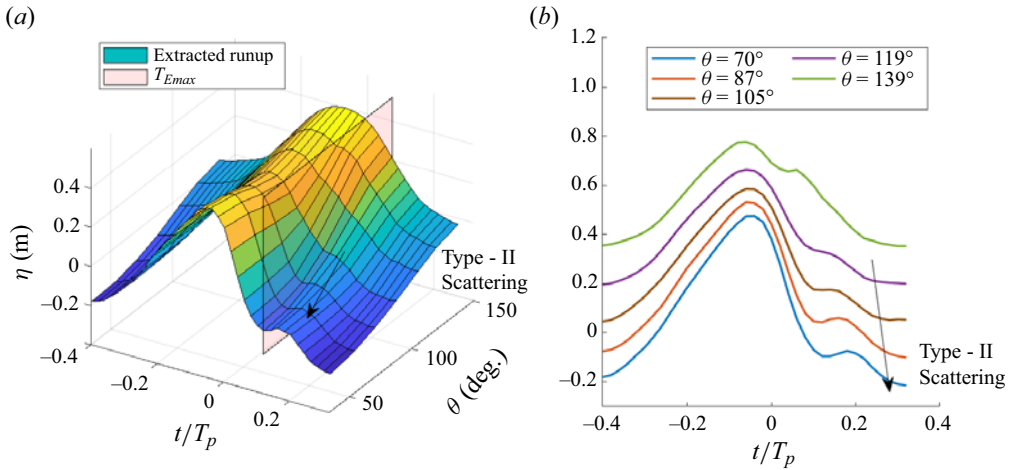 (a)
Extracted runup
T_Emax
0.4
0.2
0
−0.2
−0.4
η (m)
−0.2
0
0.2
t/T_p
50
100
150
θ (deg.)
Type - II
Scattering
(b)
1.2
1.0
0.8
0.6
0.4
0.2
0
−0.2
θ = 70°
θ = 87°
θ = 105°
θ = 119°
θ = 139°
Type - II
Scattering
−0.4
−0.2
0
0.2
0.4
t/T_p